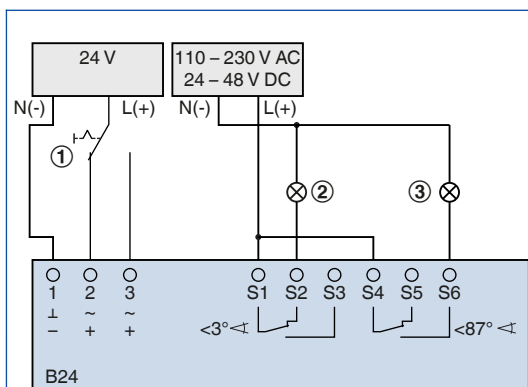 24 V
110 – 230 V AC
24 – 48 V DC
N(-) L(+) N(-) L(+)
① ② ③
1 2 3 S1 S2 S3 S4 S5 S6
⊥ ~ ~
– + +
<3° <87°
B24